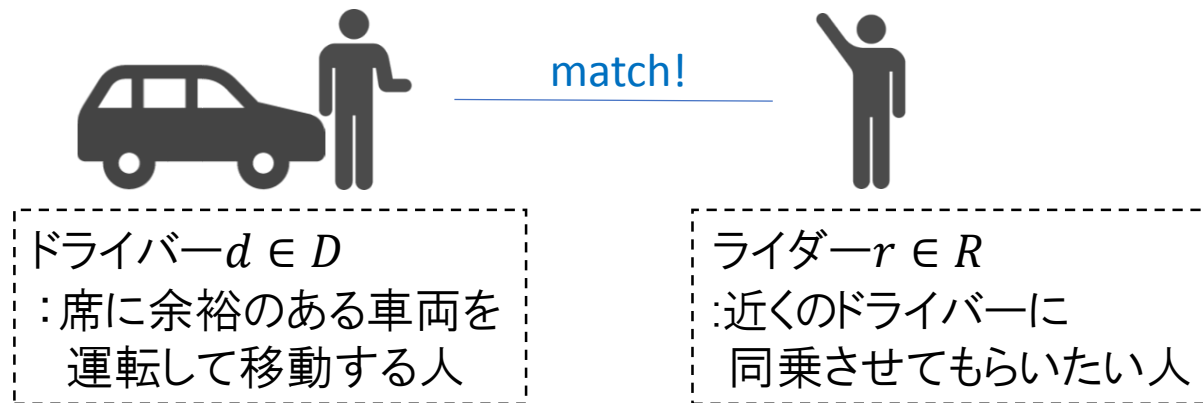 match!
ドライバー𝑑 ∈ 𝐷
：席に余裕のある車両を
運転して移動する人
ライダー𝑟 ∈ 𝑅
:近くのドライバーに
同乗させてもらいたい人